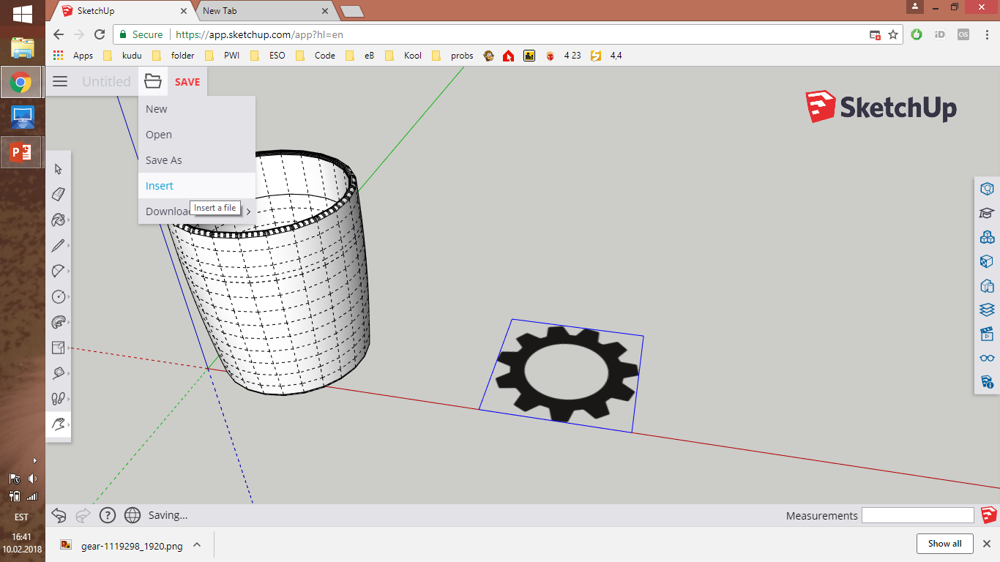 SketchUp
New Tab
Secure
https://app.sketchup.com/app?hl=en
iD
os
Apps
kudu
folder
PWI
ESO
Code
eB
Kool
probs
4 23
4,4
Untitled
SAVE
New
Open
Save As
Insert
Insert a file
SketchUp
Saving...
Measurements
EST
16:41
10.02.2018
gear-1119298_1920.png
Show all